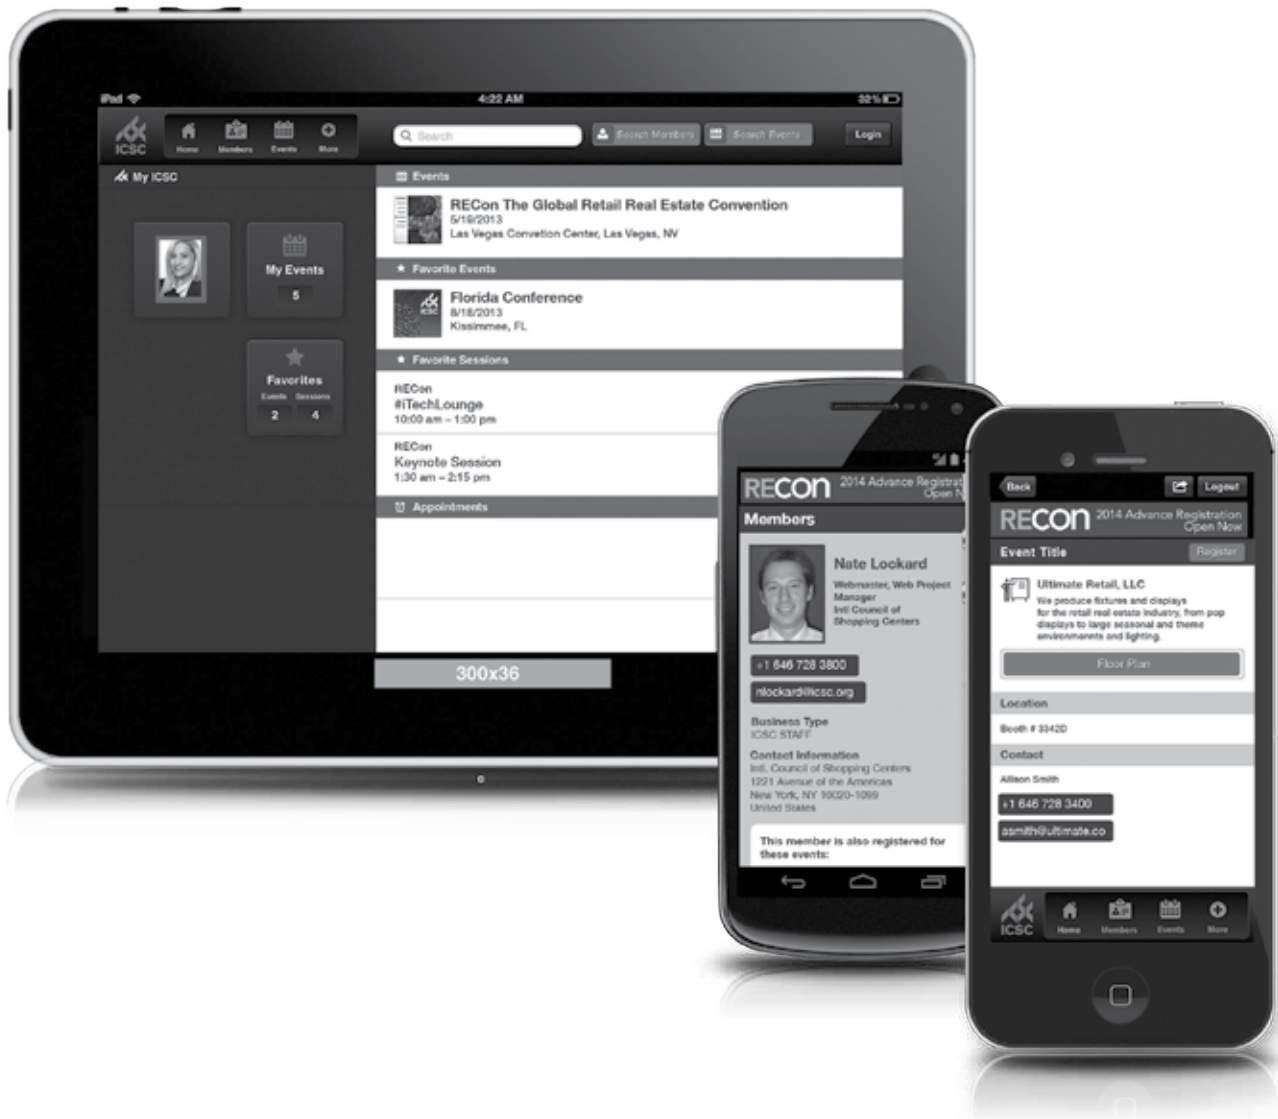 iPad
4:22 AM
32%
ICSC
Home
Members
Events
More
Search
Search Members
Search Events
Login
My ICSC
My Events
5
Favorites
Events Sessions
2 4
Events
RECon The Global Retail Real Estate Convention
5/19/2013
Las Vegas Convetion Center, Las Vegas, NV
Favorite Events
ICSC
Florida Conference
8/18/2013
Kissimmee, FL
Favorite Sessions
RECon
#iTechLounge
10:00 am – 1:00 pm
RECon
Keynote Session
1:30 am – 2:15 pm
Appointments
300x36
RECON
2014 Advance Registrat
Open N
Members
Nate Lockard
Webmaster, Web Project
Manager
Intl Council of
Shopping Centers
+1 646 728 3800
nlockard@icsc.org
Business Type
ICSC STAFF
Contact Information
Intl. Council of Shopping Centers
1221 Avenue of the Americas
New York, NY 10020-1099
United States
This member is also registered for
these events:
Back
Logout
RECON
2014 Advance Registration
Open Now
Event Title
Register
Ultimate Retail, LLC
We produce fixtures and displays
for the retail real estate industry, from pop
displays to large seasonal and theme
environemnts and lighting.
Floor Plan
Location
Booth # 3342D
Contact
Allison Smith
+1 646 728 3400
asmith@ultimate.co
ICSC
Home
Members
Events
More